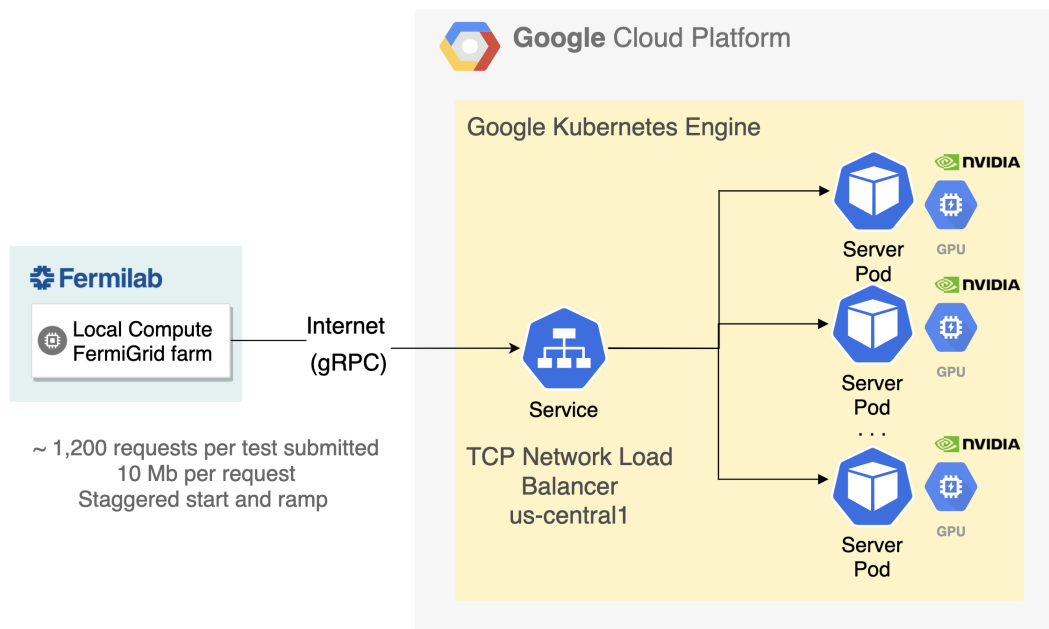 Google Cloud Platform
Google Kubernetes Engine
NVIDIA
GPU
Server
Pod
NVIDIA
GPU
Server
Pod
...
NVIDIA
GPU
Server
Pod
Fermilab
Local Compute
FermiGrid farm
Internet
(gRPC)
Service
~ 1,200 requests per test submitted
10 Mb per request
Staggered start and ramp
TCP Network Load
Balancer
us-central1